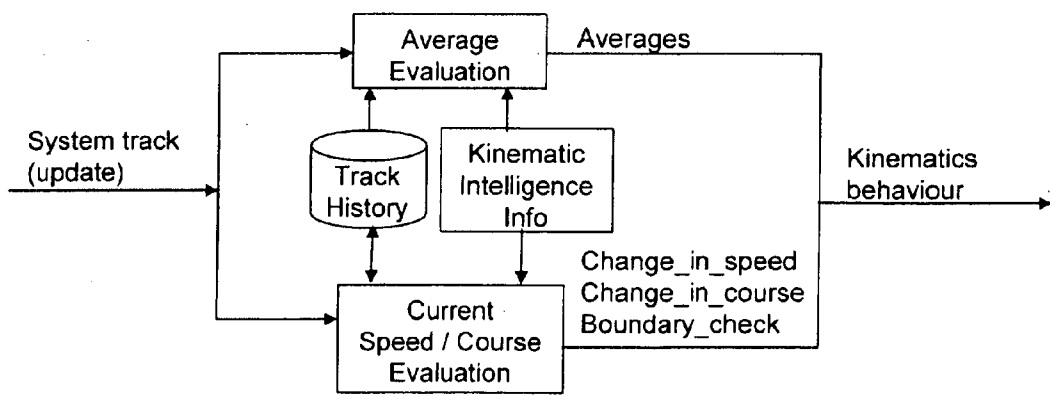 Average
Evaluation
Averages
System track
(update)
Track
History
Kinematic
Intelligence
Info
Kinematics
behaviour
Change_in_speed
Change_in_course
Boundary_check
Current
Speed / Course
Evaluation